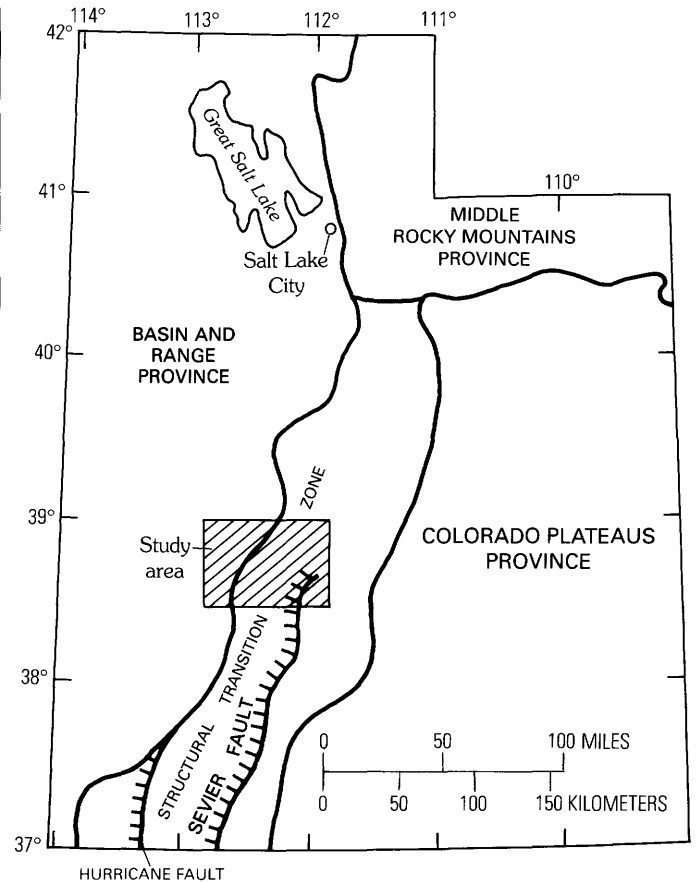 114°
113°
112°
111°
42°
Great Salt Lake
41°
110°
MIDDLE
ROCKY MOUNTAINS
PROVINCE
Salt Lake
City
BASIN AND
RANGE
PROVINCE
40°
ZONE
39°
Study
area
COLORADO PLATEAUS
PROVINCE
38°
STRUCTURAL TRANSITION
SEVIER FAULT
0 50 100 MILES
0 50 100 150 KILOMETERS
37°
HURRICANE FAULT